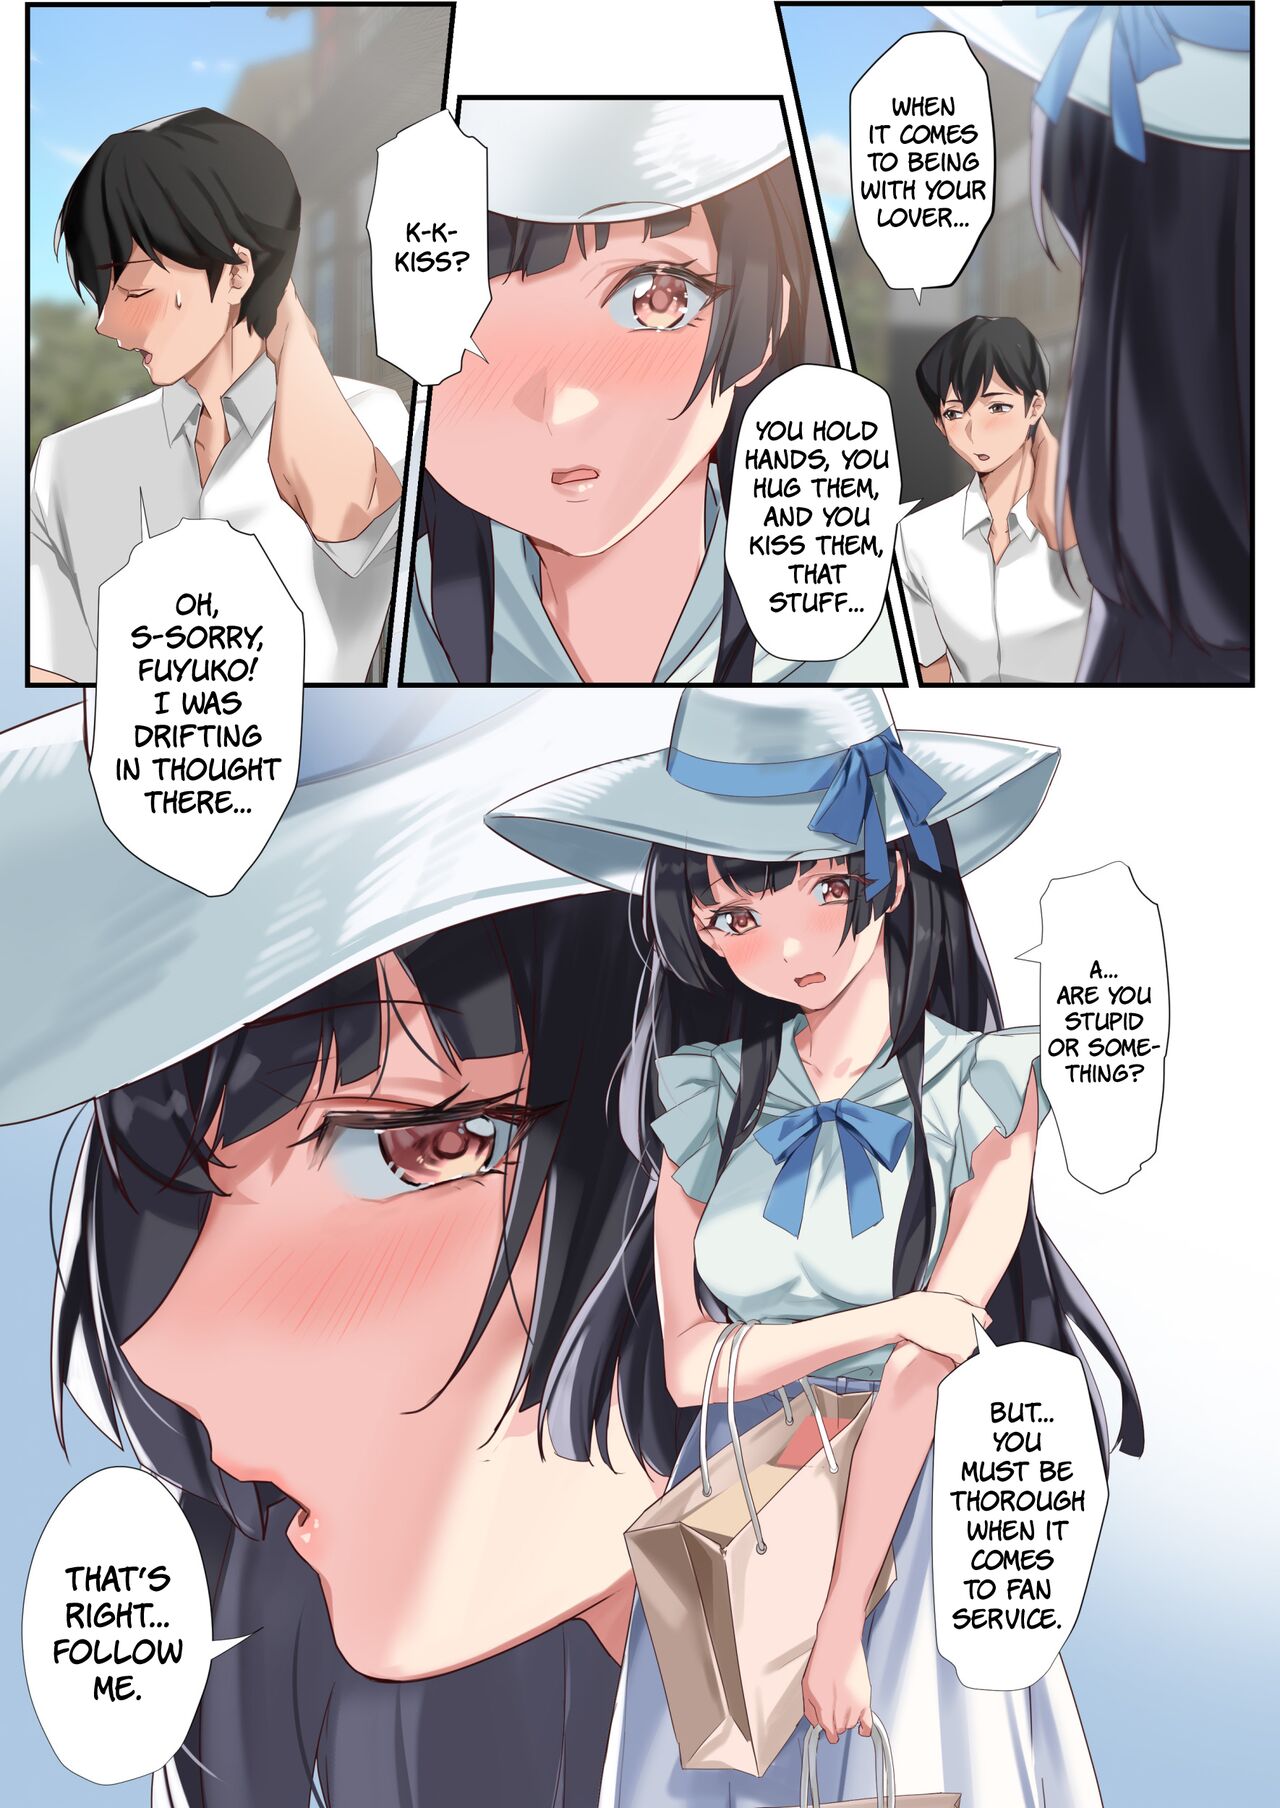 WHEN
IT COMES
TO BEING
WITH YOUR
LOVER...
YOU HOLD
HANDS, YOU
HUG THEM,
AND YOU
KISS THEM,
THAT
STUFF...
K-K-
KISS?
OH,
S-SORRY,
FUYUKO!
I WAS
DRIFTING
IN THOUGHT
THERE...
A...
ARE YOU
STUPID
OR SOME-
THING?
BUT...
YOU
MUST BE
THOROUGH
WHEN IT
COMES
TO FAN
SERVICE.
THAT'S
RIGHT...
FOLLOW
ME.